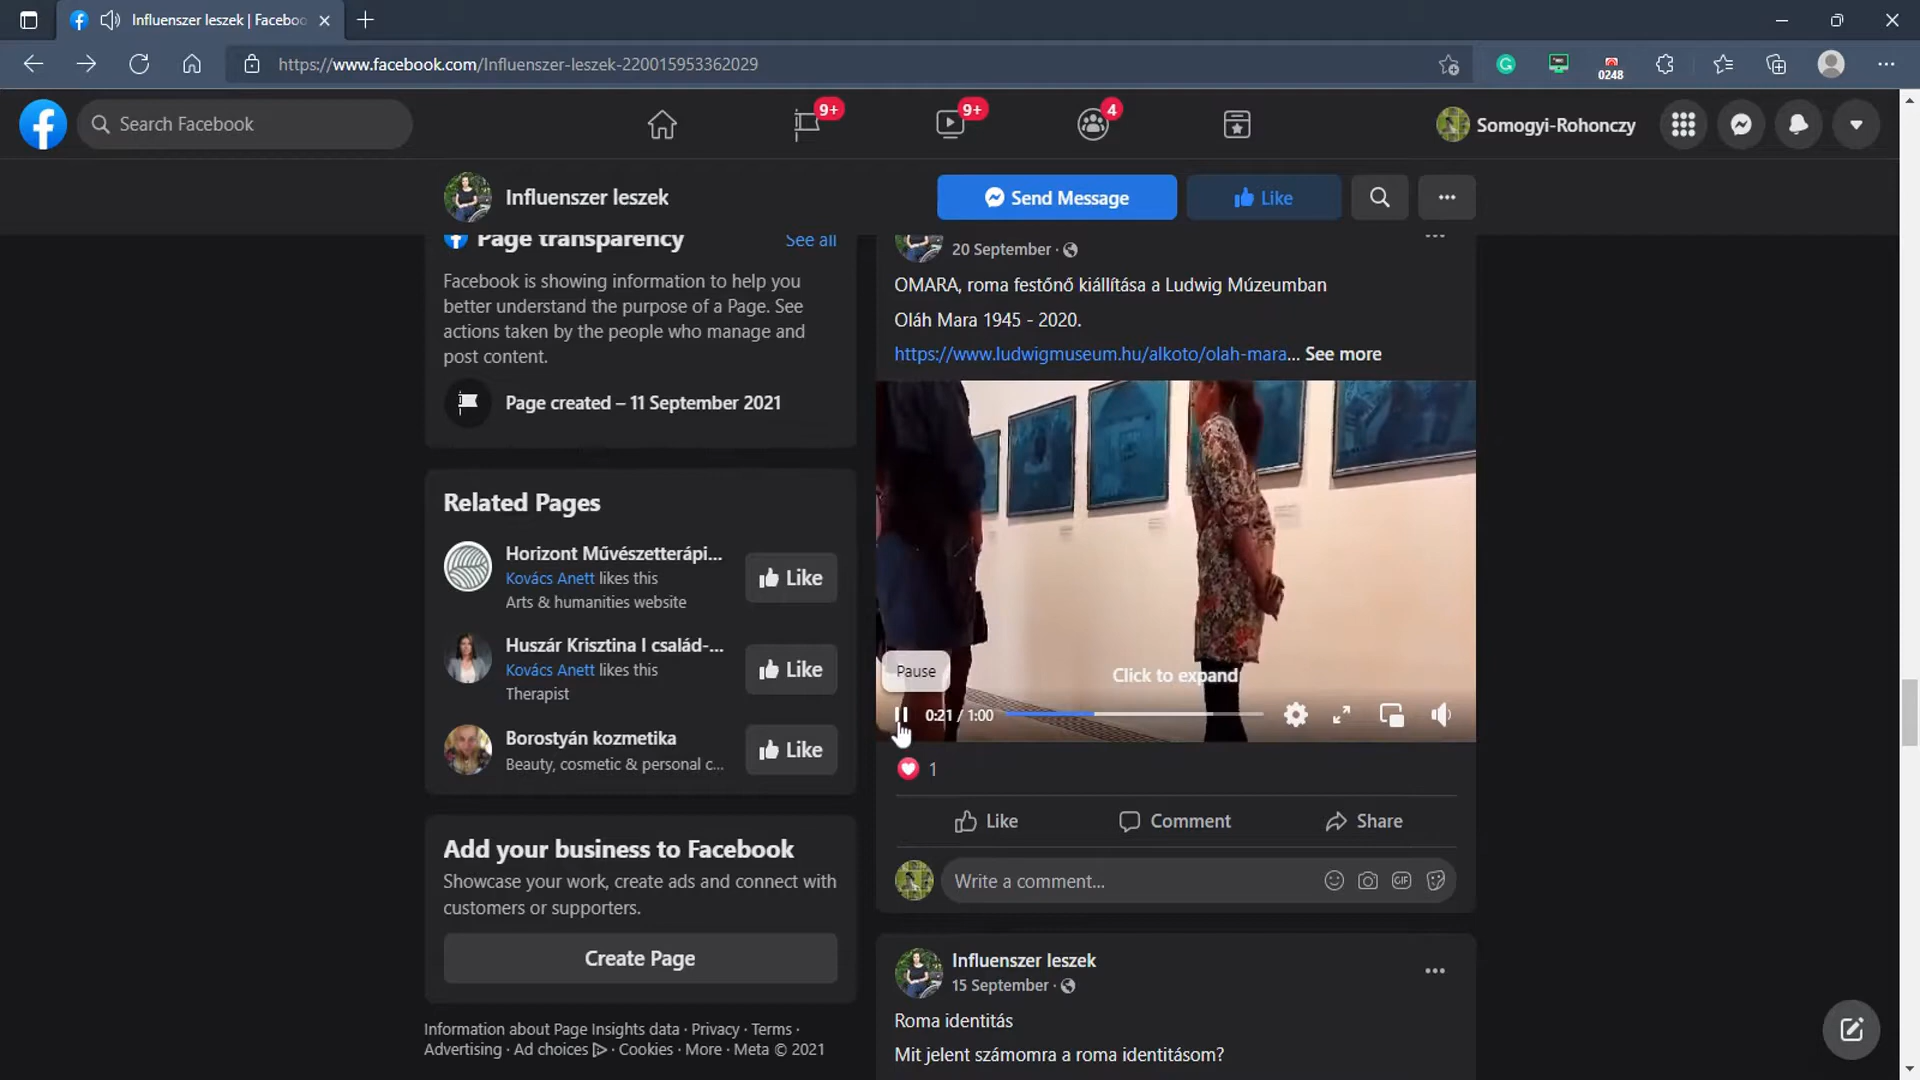 Influenszer leszek | Facebo
https://www.facebook.com/Influenszer-leszek-220015953362029
0248
Search Facebook
9+
9+
4
Somogyi-Rohonczy
Influenszer leszek
Send Message
Like
Page transparency
See all
Facebook is showing information to help you
better understand the purpose of a Page. See
actions taken by the people who manage and
post content.
Page created – 11 September 2021
Related Pages
Horizont Művészetterápi...
Kovács Anett likes this
Arts & humanities website
Like
Huszár Krisztina I család-...
Kovács Anett likes this
Therapist
Like
Borostyán kozmetika
Beauty, cosmetic & personal c...
Like
Add your business to Facebook
Showcase your work, create ads and connect with
customers or supporters.
Create Page
Information about Page Insights data · Privacy · Terms ·
Advertising · Ad choices · Cookies · More · Meta © 2021
20 September ·
OMARA, roma festőnő kiállítása a Ludwig Múzeumban
Oláh Mara 1945 - 2020.
https://www.ludwigmuseum.hu/alkoto/olah-mara... See more
Pause
Click to expand
0:21 / 1:00
1
Like
Comment
Share
Write a comment...
GIF
Influenszer leszek
15 September ·
Roma identitás
Mit jelent számomra a roma identitásom?